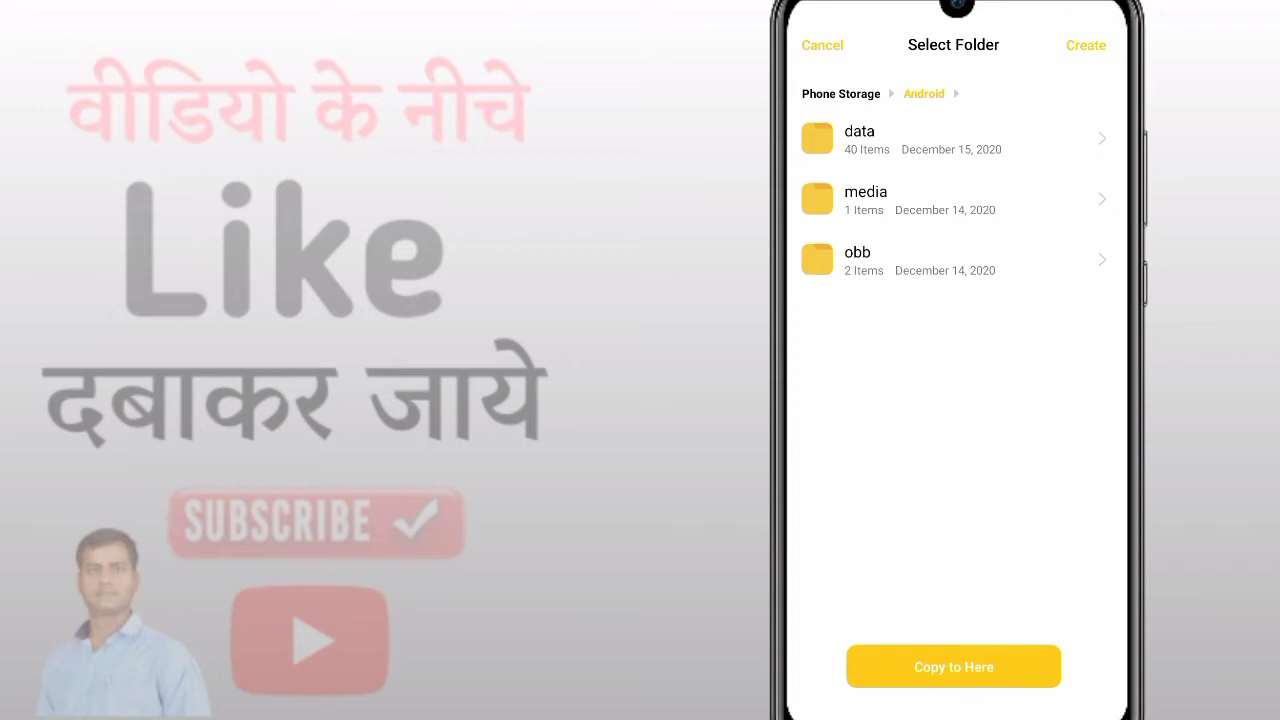 वीडियो के नीचे
Like
दबाकर जाये
SUBSCRIBE
Cancel
Select Folder
Create
Phone Storage
Android
data
40 Items December 15, 2020
media
1 Items December 14, 2020
obb
2 Items December 14, 2020
Copy to Here